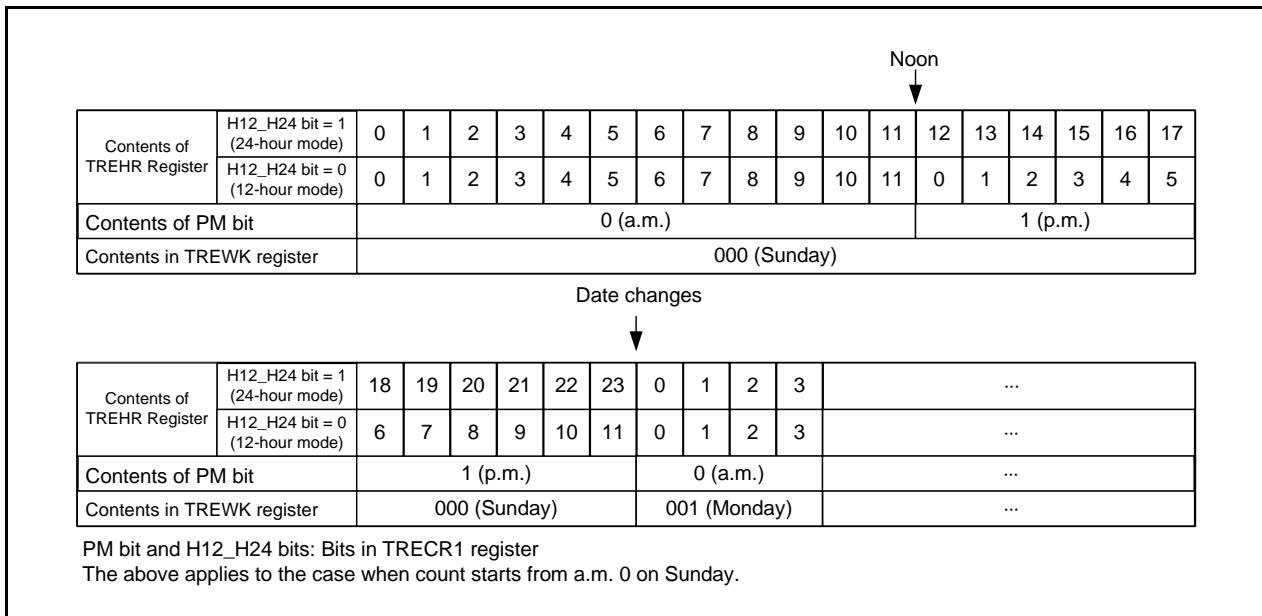 Noon
Contents of TREHR Register
H12_H24 bit = 1 (24-hour mode) 0 1 2 3 4 5 6 7 8 9 10 11 12 13 14 15 16 17
H12_H24 bit = 0 (12-hour mode) 0 1 2 3 4 5 6 7 8 9 10 11 0 1 2 3 4 5
Contents of PM bit 0 (a.m.) 1 (p.m.)
Contents in TREWK register 000 (Sunday)
Date changes
Contents of TREHR Register
H12_H24 bit = 1 (24-hour mode) 18 19 20 21 22 23 0 1 2 3 ...
H12_H24 bit = 0 (12-hour mode) 6 7 8 9 10 11 0 1 2 3 ...
Contents of PM bit 1 (p.m.) 0 (a.m.) ...
Contents in TREWK register 000 (Sunday) 001 (Monday) ...
PM bit and H12_H24 bits: Bits in TRECR1 register
The above applies to the case when count starts from a.m. 0 on Sunday.